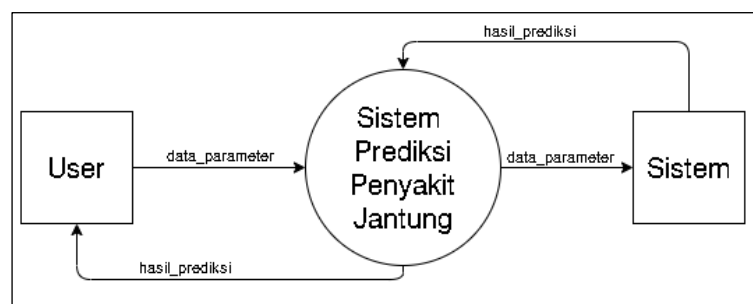 hasil_prediksi
User
data_parameter
Sistem
Prediksi
Penyakit
Jantung
data_parameter
Sistem
hasil_prediksi